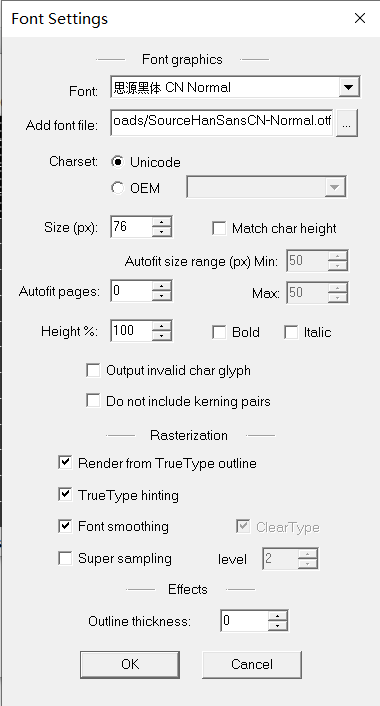 Font Settings
Font graphics
Font: 思源黑体 CN Normal
Add font file: oads/SourceHanSansCN-Normal.otf ...
Charset: Unicode
OEM
Size (px): 76 Match char height
Autofit size range (px) Min: 50
Autofit pages: 0 Max: 50
Height %: 100 Bold Italic
Output invalid char glyph
Do not include kerning pairs
Rasterization
Render from TrueType outline
TrueType hinting
Font smoothing ClearType
Super sampling level 2
Effects
Outline thickness: 0
OK Cancel